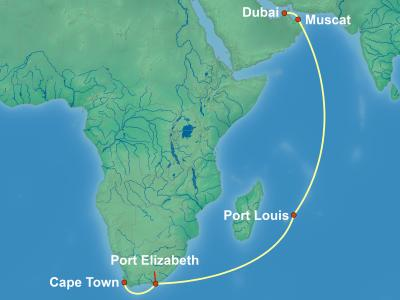 Dubai
Muscat
Port Louis
Port Elizabeth
Cape Town